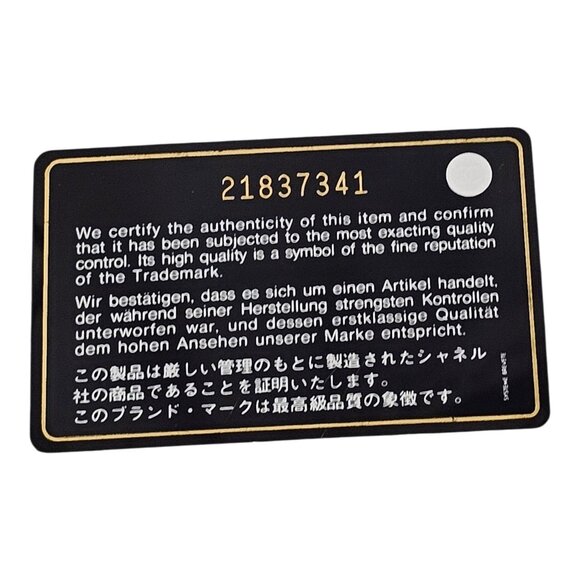 21837341
We certify the authenticity of this item and confirm
that it has been subjected to the most exacting quality
control. Its high quality is a symbol of the fine reputation
of the Trademark.
Wir bestätigen, dass es sich um einen Artikel handelt,
der während seiner Herstellung strengsten Kontrollen
unterworfen war, und dessen erstklassige Qualität
dem hohen Ansehen unserer Marke entspricht.
この製品は厳しい管理のもとに製造されたシャネル
社の商品であることを証明いたします。
このブランド・マークは最高級品質の象徴です。